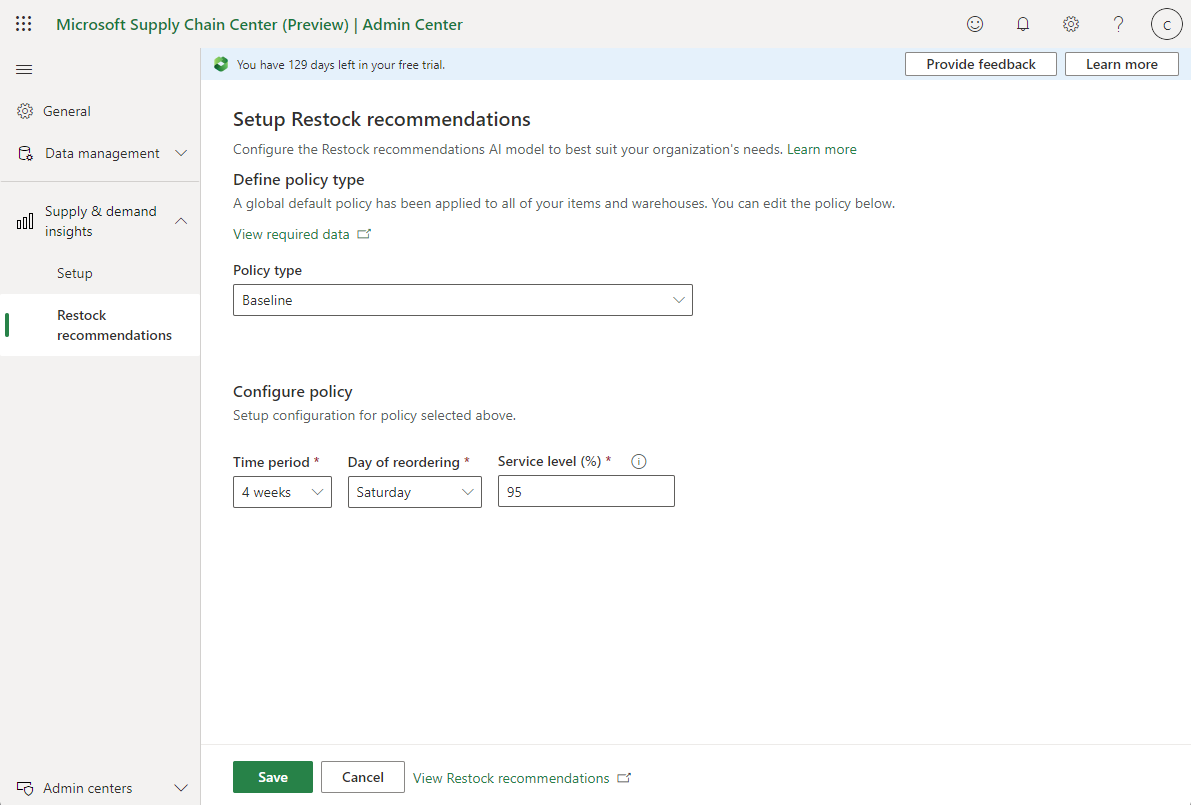 Microsoft Supply Chain Center (Preview) | Admin Center
C
You have 129 days left in your free trial.
Provide feedback
Learn more
General
Data management
Supply & demand
insights
Setup
Restock
recommendations
Admin centers
Setup Restock recommendations
Configure the Restock recommendations AI model to best suit your organization's needs. Learn more
Define policy type
A global default policy has been applied to all of your items and warehouses. You can edit the policy below.
View required data
Policy type
Baseline
Configure policy
Setup configuration for policy selected above.
Time period *
Day of reordering *
Service level (%) *
4 weeks
Saturday
95
Save
Cancel
View Restock recommendations